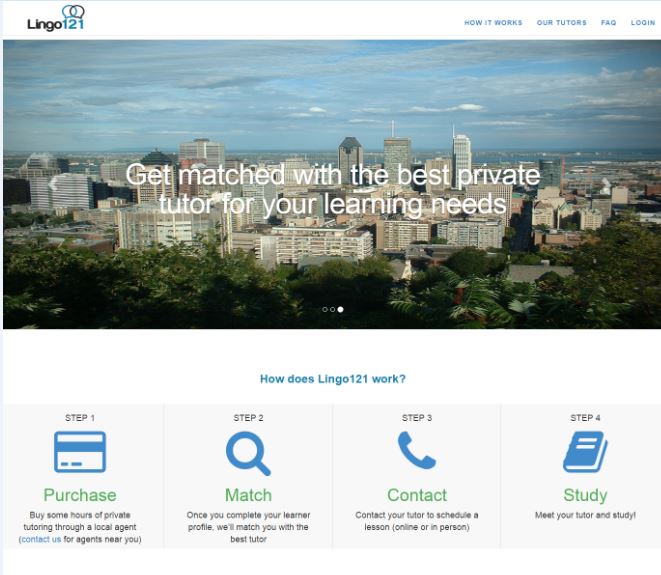 Lingo121
HOW IT WORKS OUR TUTORS FAQ LOGIN
Get matched with the best private
tutor for your learning needs
How does Lingo121 work?
STEP 1
Purchase
Buy some hours of private
tutoring through a local agent
(contact us for agents near you)
STEP 2
Match
Once you complete your learner
profile, we'll match you with the
best tutor
STEP 3
Contact
Contact your tutor to schedule a
lesson (online or in person)
STEP 4
Study
Meet your tutor and study!